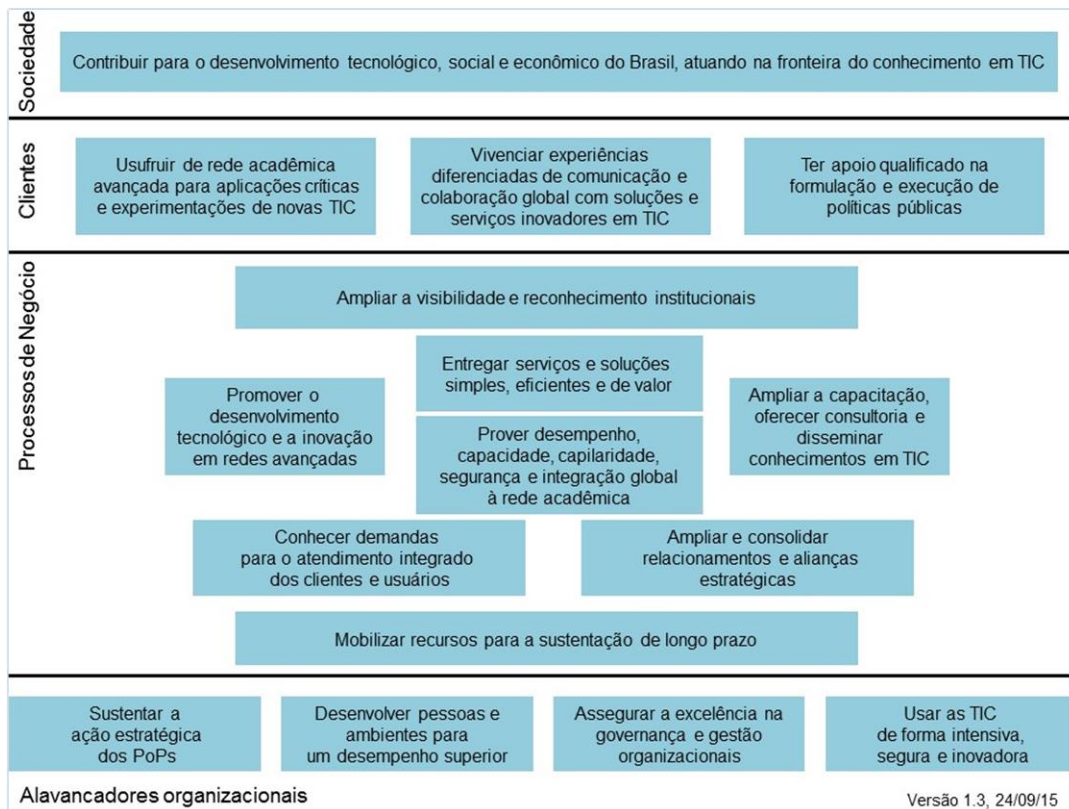 Sociedade
Contribuir para o desenvolvimento tecnológico, social e econômico do Brasil, atuando na fronteira do conhecimento em TIC
Clientes
Usufruir de rede acadêmica
avançada para aplicações críticas
e experimentações de novas TIC
Vivenciar experiências
diferenciadas de comunicação e
colaboração global com soluções e
serviços inovadores em TIC
Ter apoio qualificado na
formulação e execução de
políticas públicas
Processos de Negócio
Ampliar a visibilidade e reconhecimento institucionais
Entregar serviços e soluções
simples, eficientes e de valor
Promover o
desenvolvimento
tecnológico e a inovação
em redes avançadas
Prover desempenho,
capacidade, capilaridade,
segurança e integração global
à rede acadêmica
Ampliar a capacitação,
oferecer consultoria e
disseminar
conhecimentos em TIC
Conhecer demandas
para o atendimento integrado
dos clientes e usuários
Ampliar e consolidar
relacionamentos e alianças
estratégicas
Mobilizar recursos para a sustentação de longo prazo
Sustentar a
ação estratégica
dos PoPs
Desenvolver pessoas e
ambientes para
um desempenho superior
Assegurar a excelência na
governança e gestão
organizacionais
Usar as TIC
de forma intensiva,
segura e inovadora
Alavancadores organizacionais
Versão 1.3, 24/09/15